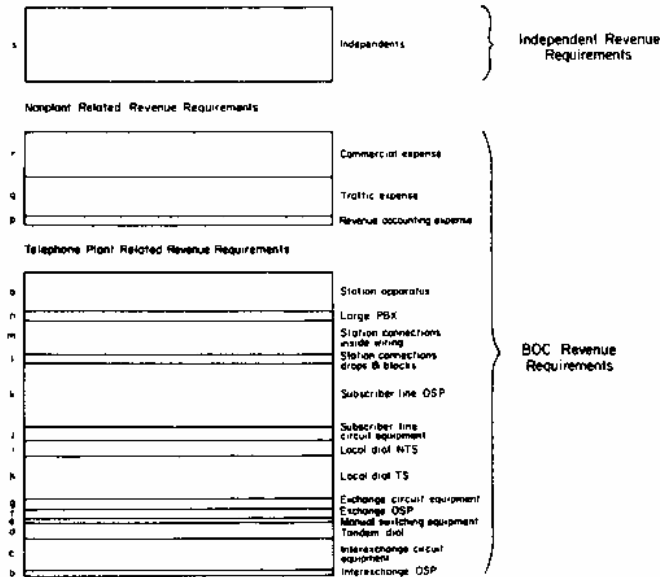 s Independents
Independent Revenue
Requirements
Nonplant Related Revenue Requirements
r Commercial expense
q Traffic expense
p Revenue accounting expense
Telephone Plant Related Revenue Requirements
o Station apparatus
n Large PBX
m Station connections
inside wiring
l Station connections
drops & blocks
BOC Revenue
Requirements
k Subscriber line OSP
j Subscriber line
circuit equipment
i Local dial NTS
h Local dial TS
g Exchange circuit equipment
f Exchange OSP
e Manual switching equipment
d Tandem dial
c Interexchange circuit
equipment
b Interexchange OSP